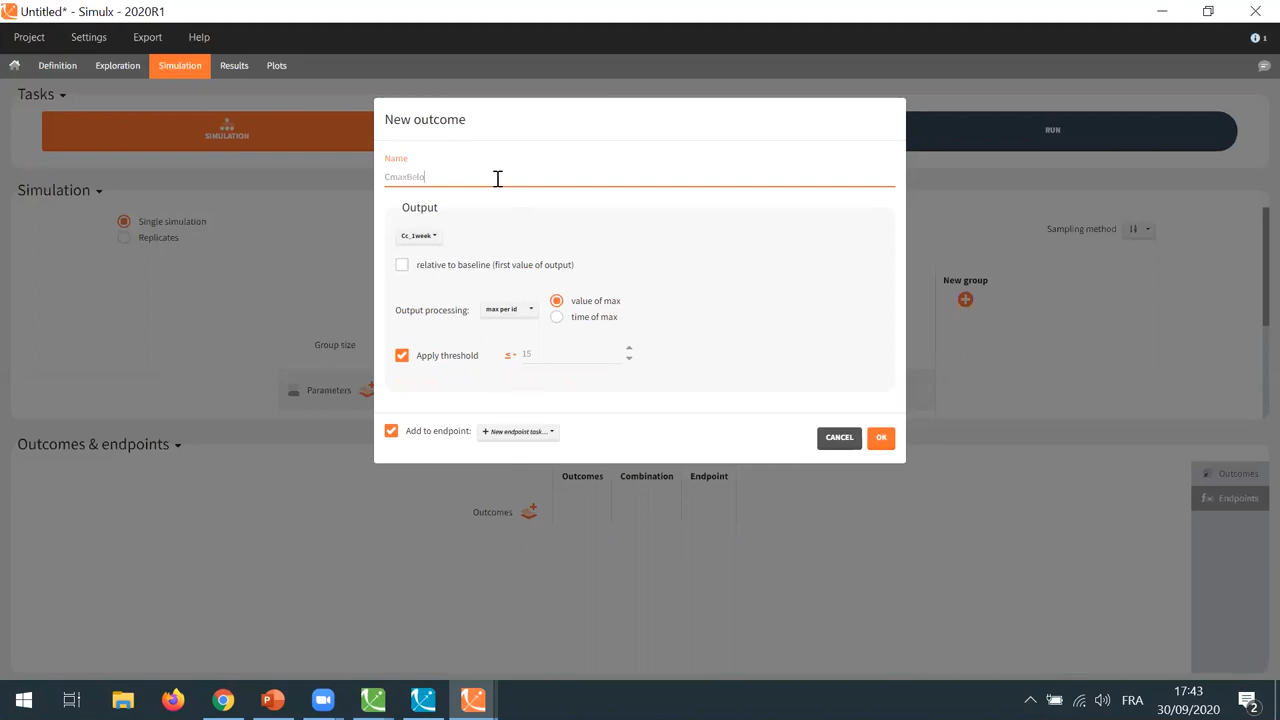 Untitled* - Simulx - 2020R1
Project Settings Export Help
1
Definition Exploration Simulation Results Plots
Tasks
SIMULATION
RUN
New outcome
Name
CmaxBelo
Simulation
Single simulation
Replicates
Sampling method
New group
Group size
Parameters
Output
Cc_1week
relative to baseline (first value of output)
Output processing: max per id
value of max
time of max
Apply threshold ≤ 15
Add to endpoint: + New endpoint task...
CANCEL OK
Outcomes & endpoints
Outcomes Combination Endpoint
Outcomes
Outcomes
f(x) Endpoints
FRA
17:43
30/09/2020
2